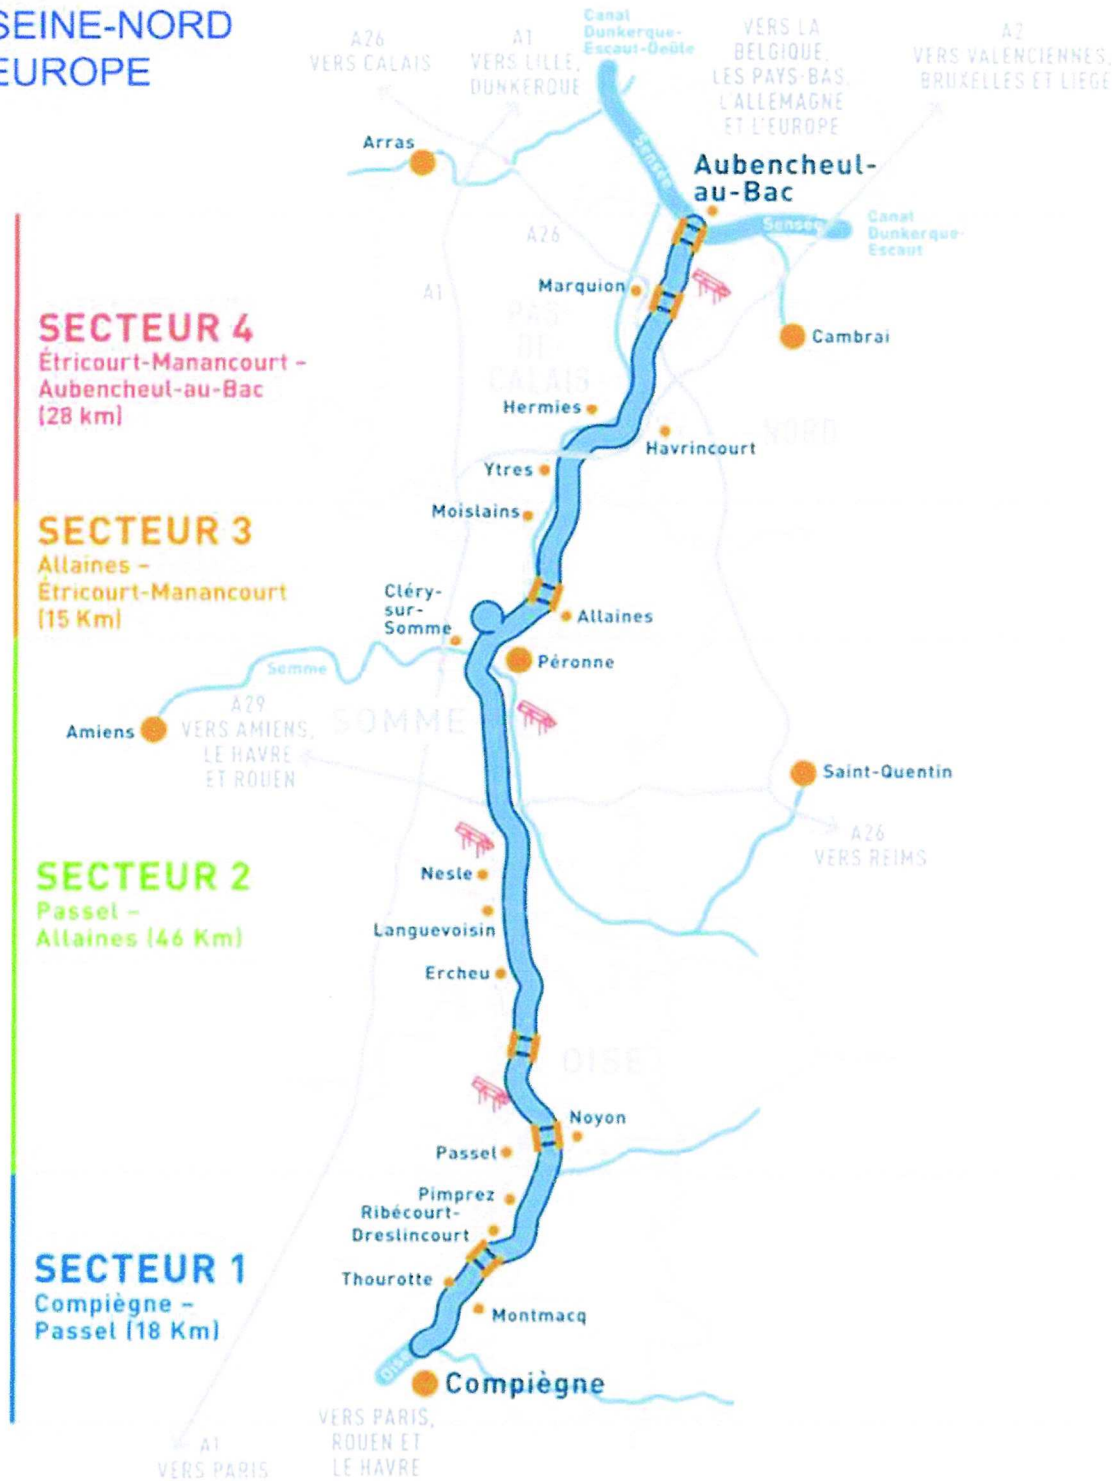 SEINE-NORD
EUROPE
A26
VERS CALAIS
A1
VERS LILLE,
DUNKERQUE
Canal
Dunkerque-
Escaut-Deûle
VERS LA
BELGIQUE,
LES PAYS-BAS,
L'ALLEMAGNE
ET L'EUROPE
A2
VERS VALENCIENNES,
BRUXELLES ET LIEGE
Arras
Sensée
Aubencheul-
au-Bac
Sensée
Canal
Dunkerque-
Escaut
A26
A1
Marquion
PAS
DE
CALAIS
Cambrai
SECTEUR 4
Étricourt-Manancourt –
Aubencheul-au-Bac
(28 km)
Hermies
NORD
Havrincourt
Ytres
Moislains
SECTEUR 3
Allaines –
Étricourt-Manancourt
(15 Km)
Cléry-
sur-
Somme
Allaines
Péronne
Somme
Amiens
A29
VERS AMIENS,
LE HAVRE
ET ROUEN
SOMME
Saint-Quentin
A26
VERS REIMS
SECTEUR 2
Passel –
Allaines (46 Km)
Nesle
Languevoisin
Ercheu
OISE
Noyon
Passel
Pimprez
Ribécourt-
Dreslincourt
SECTEUR 1
Compiègne –
Passel (18 Km)
Thourotte
Montmacq
Oise
Compiègne
VERS PARIS,
ROUEN ET
LE HAVRE
A1
VERS PARIS